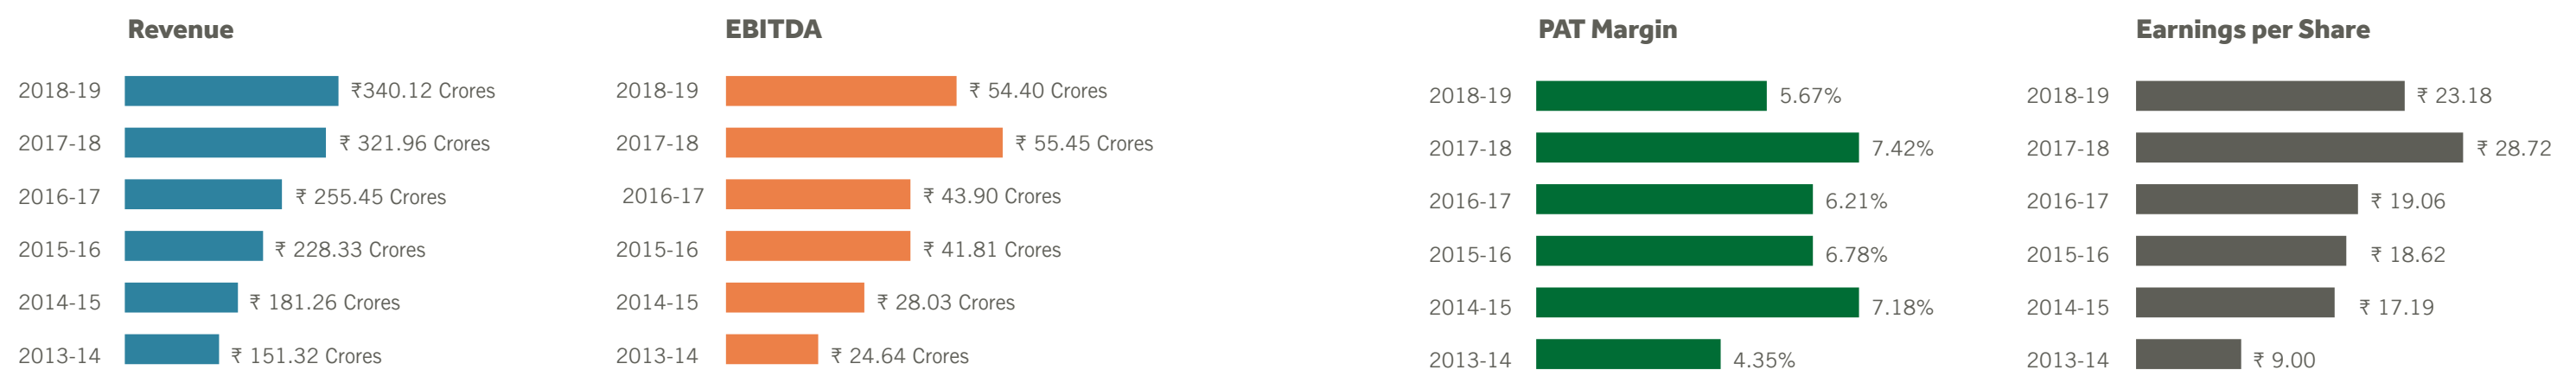 Revenue
2018-19 ₹340.12 Crores
2017-18 ₹ 321.96 Crores
2016-17 ₹ 255.45 Crores
2015-16 ₹ 228.33 Crores
2014-15 ₹ 181.26 Crores
2013-14 ₹ 151.32 Crores
EBITDA
2018-19 ₹ 54.40 Crores
2017-18 ₹ 55.45 Crores
2016-17 ₹ 43.90 Crores
2015-16 ₹ 41.81 Crores
2014-15 ₹ 28.03 Crores
2013-14 ₹ 24.64 Crores
PAT Margin
2018-19 5.67%
2017-18 7.42%
2016-17 6.21%
2015-16 6.78%
2014-15 7.18%
2013-14 4.35%
Earnings per Share
2018-19 ₹ 23.18
2017-18 ₹ 28.72
2016-17 ₹ 19.06
2015-16 ₹ 18.62
2014-15 ₹ 17.19
2013-14 ₹ 9.00